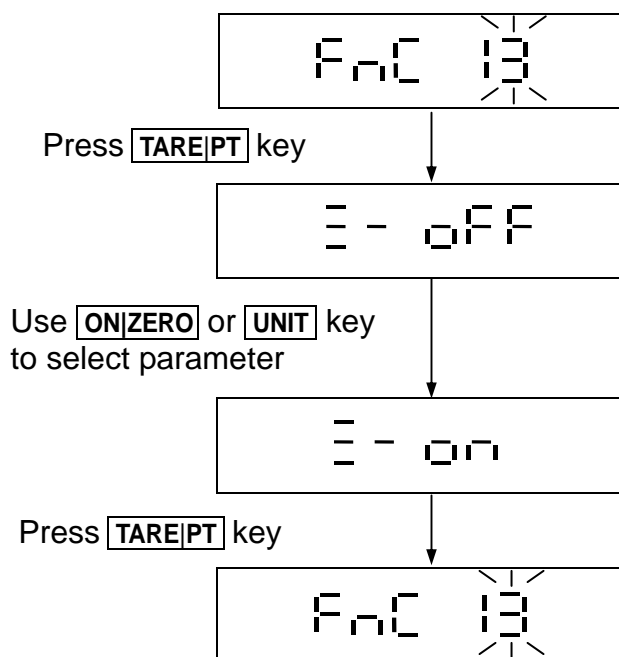 FnC 13
Press TARE|PT key
Ξ- oFF
Use ON|ZERO or UNIT key
to select parameter
Ξ- on
Press TARE|PT key
FnC 13